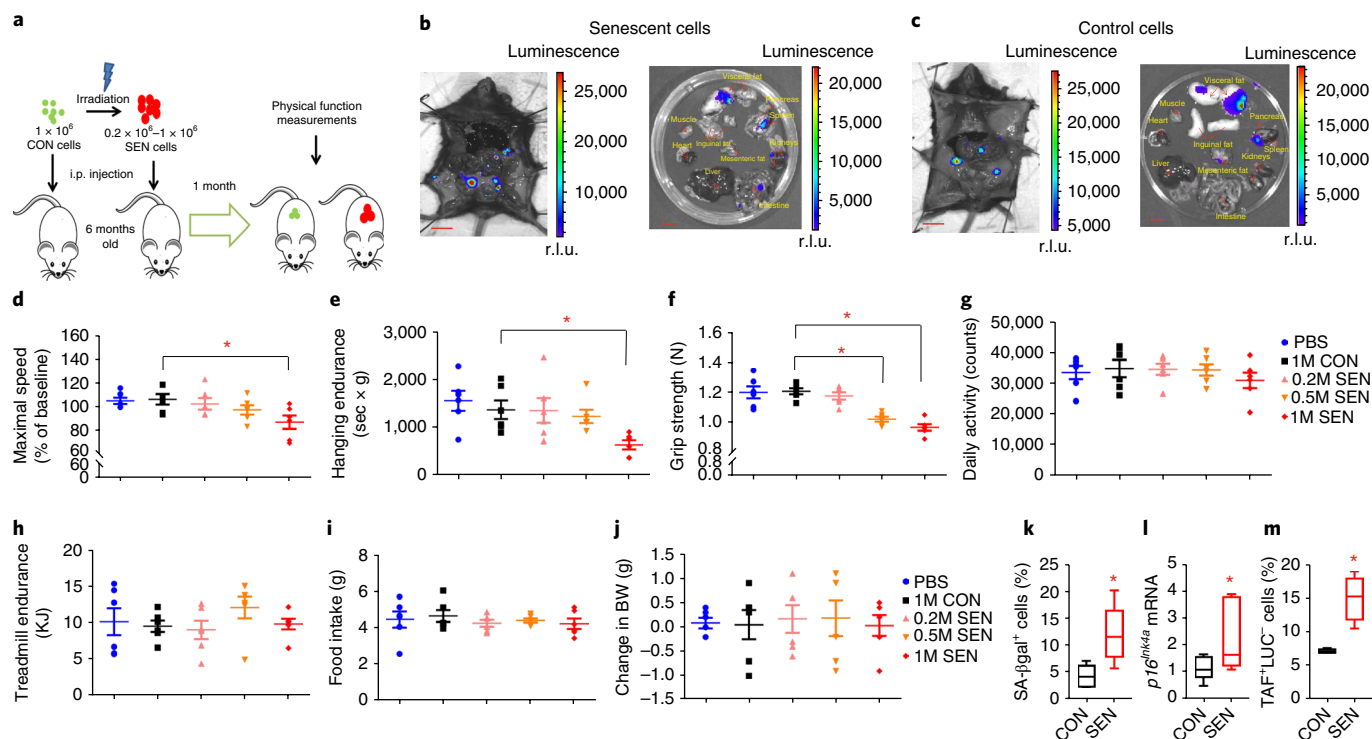 a
Irradiation
1 × 10⁶
CON cells
0.2 × 10⁶–1 × 10⁶
SEN cells
i.p. injection
6 months
old
1 month
Physical function
measurements
b
Senescent cells
Luminescence
25,000
20,000
15,000
10,000
5,000
r.l.u.
Luminescence
20,000
15,000
10,000
5,000
Visceral fat
Pancreas
Spleen
Muscle
Inguinal fat
Kidneys
Heart
Mesenteric fat
Liver
Intestine
c
Control cells
Luminescence
25,000
20,000
15,000
10,000
5,000
r.l.u.
Luminescence
20,000
15,000
10,000
5,000
Visceral fat
Muscle
Pancreas
Heart
Inguinal fat
Spleen
Kidneys
Liver
Mesenteric fat
Intestine
d
Maximal speed
(% of baseline)
160
140
120
100
80
60
60
0
*
e
Hanging endurance
(sec × g)
3,000
2,000
1,000
0
*
f
Grip strength (N)
1.6
1.4
1.2
1.0
0.8
0.8
0
*
*
g
Daily activity (counts)
50,000
40,000
30,000
20,000
10,000
0
PBS
1M CON
0.2M SEN
0.5M SEN
1M SEN
h
Treadmill endurance
(KJ)
20
15
10
5
0
i
Food intake (g)
8
6
4
2
0
j
Change in BW (g)
1.5
1.0
0.5
0.0
−0.5
−1.0
−1.5
PBS
1M CON
0.2M SEN
0.5M SEN
1M SEN
k
SA-βgal⁺ cells (%)
25
20
15
10
5
0
*
CON
SEN
l
p16ᴵⁿᵏ⁴ᵃ mRNA
5
4
3
2
1
0
*
CON
SEN
m
TAF⁺LUC⁻ cells (%)
20
15
10
5
0
*
CON
SEN